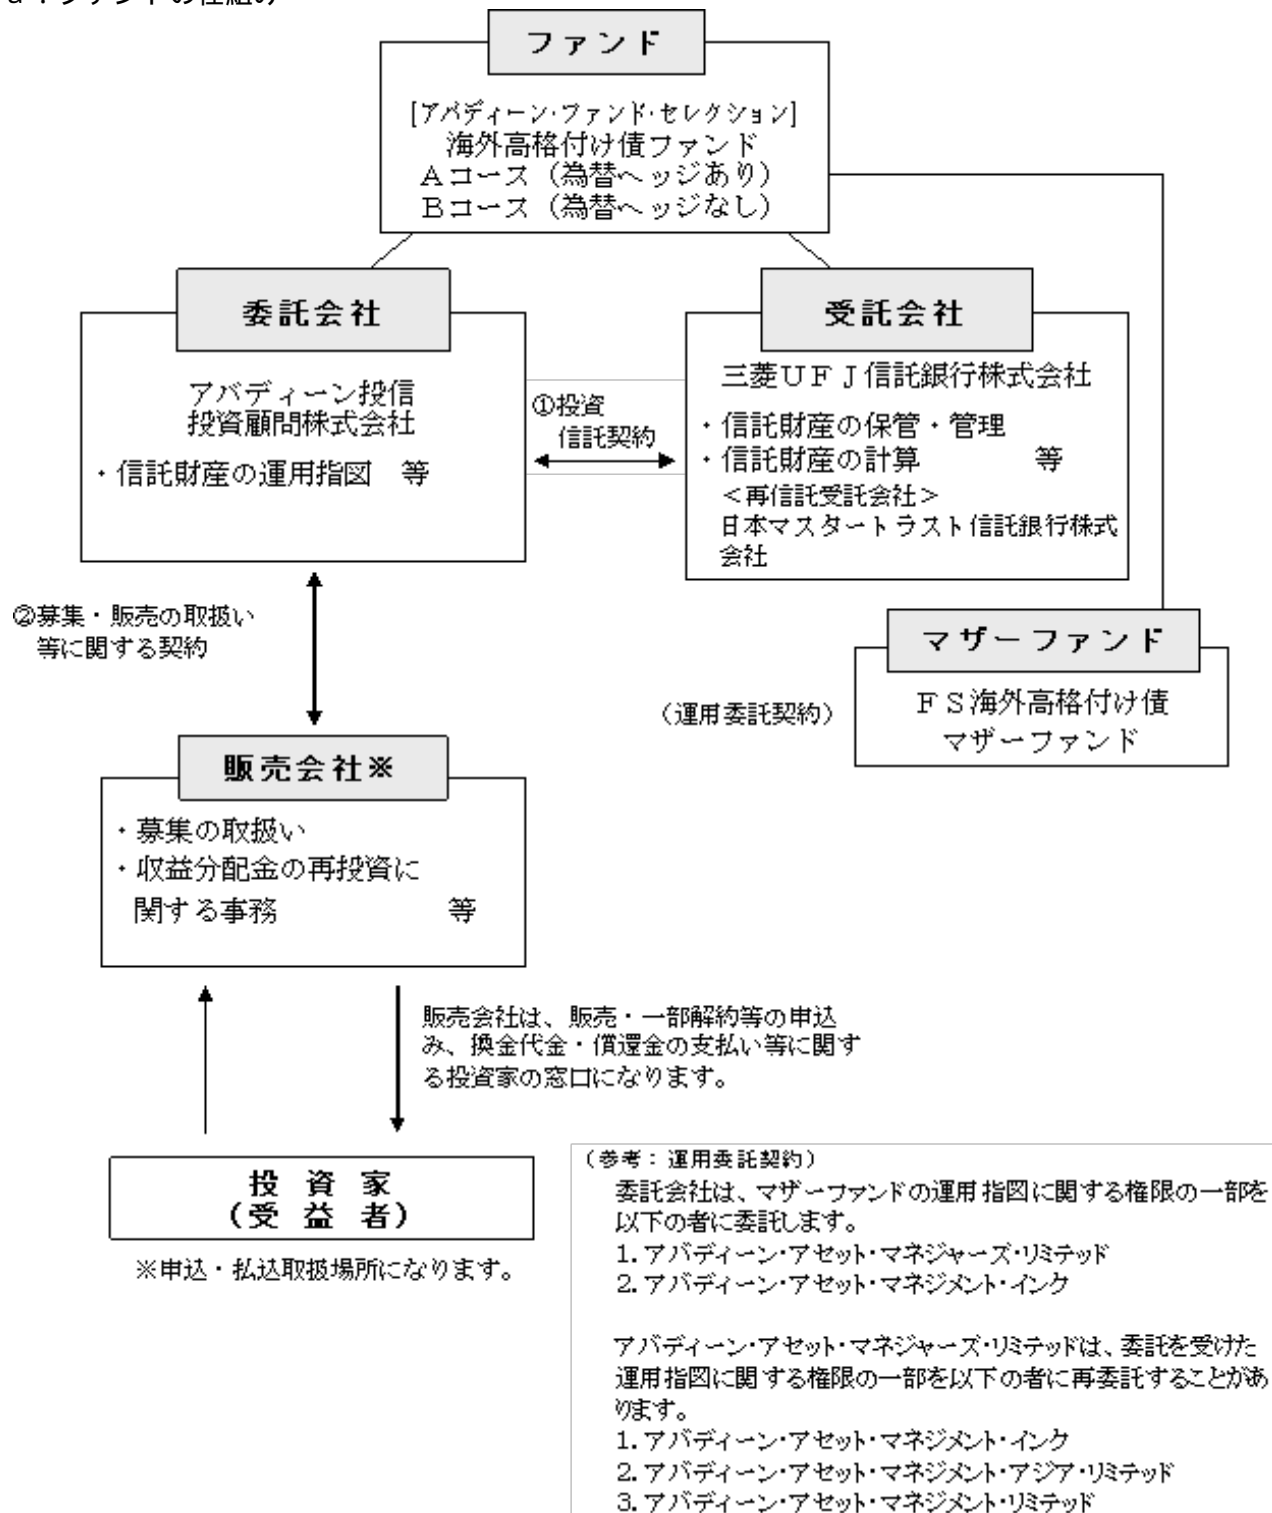 ａ．ファンドの仕組み
ファンド
[アバディーン・ファンド・セレクション]
海外高格付け債ファンド
Ａコース（為替ヘッジあり）
Ｂコース（為替ヘッジなし）
委託会社
アバディーン投信
投資顧問株式会社
・信託財産の運用指図　等
①投資
信託契約
受託会社
三菱ＵＦＪ信託銀行株式会社
・信託財産の保管・管理
・信託財産の計算　　　　等
＜再信託受託会社＞
日本マスタートラスト信託銀行株式
会社
②募集・販売の取扱い
等に関する契約
マザーファンド
ＦＳ海外高格付け債
マザーファンド
（運用委託契約）
販売会社※
・募集の取扱い
・収益分配金の再投資に
関する事務　　　　　　等
販売会社は、販売・一部解約等の申込
み、換金代金・償還金の支払い等に関す
る投資家の窓口になります。
投　資　家
（受　益　者）
※申込・払込取扱場所になります。
（参考：運用委託契約）
委託会社は、マザーファンドの運用指図に関する権限の一部を
以下の者に委託します。
1. アバディーン・アセット・マネジャーズ・リミテッド
2. アバディーン・アセット・マネジメント・インク
アバディーン・アセット・マネジャーズ・リミテッドは、委託を受けた
運用指図に関する権限の一部を以下の者に再委託することがあ
ります。
1. アバディーン・アセット・マネジメント・インク
2. アバディーン・アセット・マネジメント・アジア・リミテッド
3. アバディーン・アセット・マネジメント・リミテッド